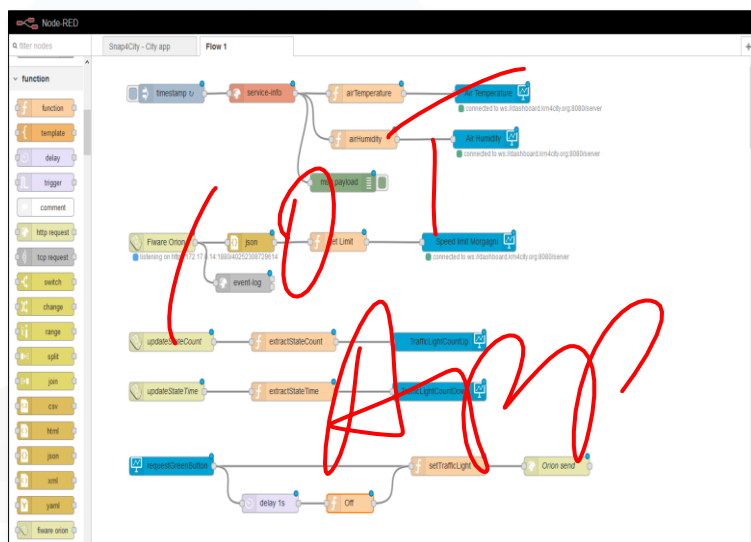 Node-RED
filter nodes
Snap4City - City app
Flow 1
function
function
template
delay
trigger
comment
http request
tcp request
switch
change
range
split
join
csv
html
json
xml
yaml
fiware orion
timestamp ↻
service-info
airTemperature
Air Temperature
connected to ws://dashboard.km4city.org:8080/server
airHumidity
Air Humidity
connected to ws://dashboard.km4city.org:8080/server
payload
Fiware Orion
json
Limit
Speed limit Morgagni
listening on
connected to ws://dashboard.km4city.org:8080/server
event-log
updateStateCount
extractStateCount
TrafficLightCountUp
updateStateTime
extractStateTime
requestGreenButton
setTrafficLight
Orion send
delay 1s
Off